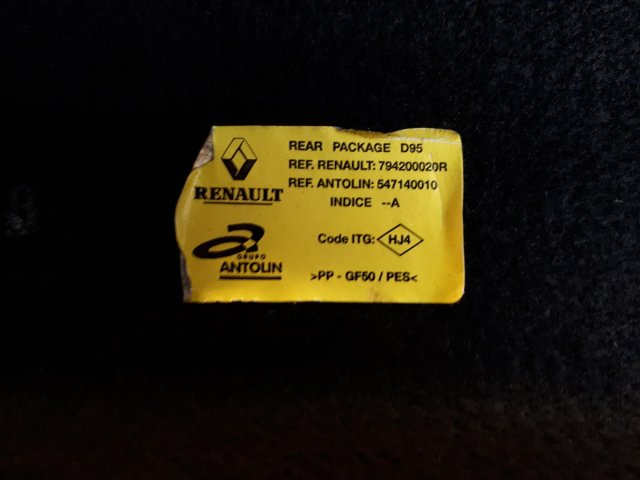 REAR PACKAGE D95
REF. RENAULT: 794200020R
REF. ANTOLIN: 547140010
INDICE --A
RENAULT
Code ITG: HJ4
GRUPO
ANTOLIN
>PP - GF50 / PES<